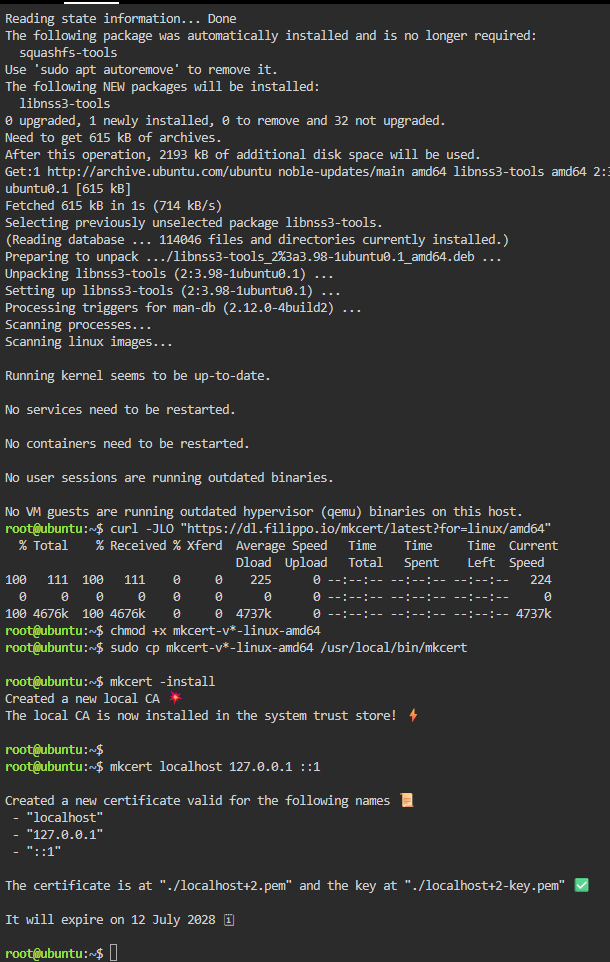 Reading state information... Done
The following package was automatically installed and is no longer required:
  squashfs-tools
Use 'sudo apt autoremove' to remove it.
The following NEW packages will be installed:
  libnss3-tools
0 upgraded, 1 newly installed, 0 to remove and 32 not upgraded.
Need to get 615 kB of archives.
After this operation, 2193 kB of additional disk space will be used.
Get:1 http://archive.ubuntu.com/ubuntu noble-updates/main amd64 libnss3-tools amd64 2:3
ubuntu0.1 [615 kB]
Fetched 615 kB in 1s (714 kB/s)
Selecting previously unselected package libnss3-tools.
(Reading database ... 114046 files and directories currently installed.)
Preparing to unpack .../libnss3-tools_2%3a3.98-1ubuntu0.1_amd64.deb ...
Unpacking libnss3-tools (2:3.98-1ubuntu0.1) ...
Setting up libnss3-tools (2:3.98-1ubuntu0.1) ...
Processing triggers for man-db (2.12.0-4build2) ...
Scanning processes...
Scanning linux images...

Running kernel seems to be up-to-date.

No services need to be restarted.

No containers need to be restarted.

No user sessions are running outdated binaries.

No VM guests are running outdated hypervisor (qemu) binaries on this host.
root@ubuntu:~$ curl -JLO "https://dl.filippo.io/mkcert/latest?for=linux/amd64"
  % Total    % Received % Xferd  Average Speed   Time    Time     Time  Current
                                 Dload  Upload   Total   Spent    Left  Speed
100   111  100   111    0     0    225      0 --:--:-- --:--:-- --:--:--   224
  0     0    0     0    0     0      0      0 --:--:-- --:--:-- --:--:--     0
100 4676k  100 4676k    0     0  4737k      0 --:--:-- --:--:-- --:--:-- 4737k
root@ubuntu:~$ chmod +x mkcert-v*-linux-amd64
root@ubuntu:~$ sudo cp mkcert-v*-linux-amd64 /usr/local/bin/mkcert

root@ubuntu:~$ mkcert -install
Created a new local CA 💥
The local CA is now installed in the system trust store! ⚡

root@ubuntu:~$
root@ubuntu:~$ mkcert localhost 127.0.0.1 ::1

Created a new certificate valid for the following names 📜
 - "localhost"
 - "127.0.0.1"
 - "::1"

The certificate is at "./localhost+2.pem" and the key at "./localhost+2-key.pem" ✅

It will expire on 12 July 2028 🗓

root@ubuntu:~$